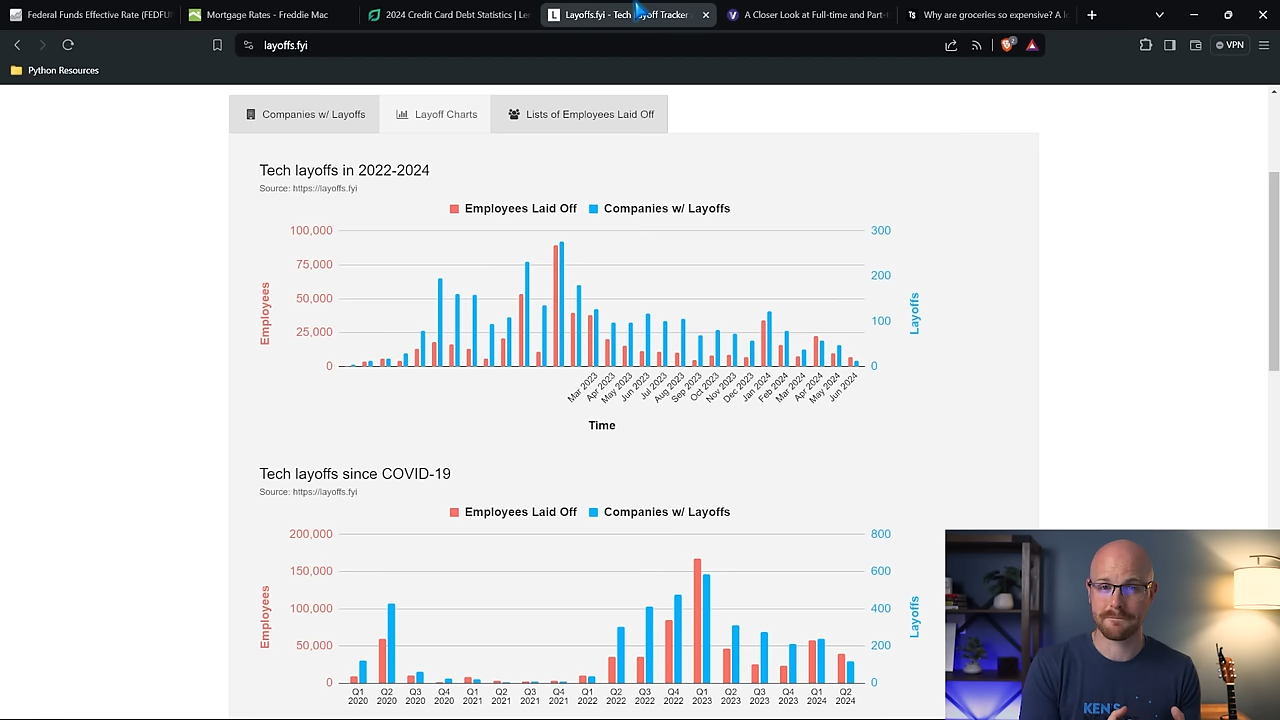 Federal Funds Effective Rate (FEDFU
Mortgage Rates - Freddie Mac
2024 Credit Card Debt Statistics | Le
Layoffs.fyi - Tech Layoff Tracker
A Closer Look at Full-time and Part-t
Why are groceries so expensive? A lo
layoffs.fyi
2
VPN
Python Resources
Companies w/ Layoffs
Layoff Charts
Lists of Employees Laid Off
Tech layoffs in 2022-2024
Source: https://layoffs.fyi
Employees Laid Off
Companies w/ Layoffs
100,000
75,000
50,000
25,000
0
Employees
300
200
100
0
Layoffs
Mar 2023
Apr 2023
May 2023
Jun 2023
Jul 2023
Aug 2023
Sep 2023
Oct 2023
Nov 2023
Dec 2023
Jan 2024
Feb 2024
Mar 2024
Apr 2024
May 2024
Jun 2024
Time
Tech layoffs since COVID-19
Source: https://layoffs.fyi
Employees Laid Off
Companies w/ Layoffs
200,000
150,000
100,000
50,000
0
Employees
800
600
400
200
0
Layoffs
Q1 2020
Q2 2020
Q3 2020
Q4 2020
Q1 2021
Q2 2021
Q3 2021
Q4 2021
Q1 2022
Q2 2022
Q3 2022
Q4 2022
Q1 2023
Q2 2023
Q3 2023
Q4 2023
Q1 2024
Q2 2024
KEN'S